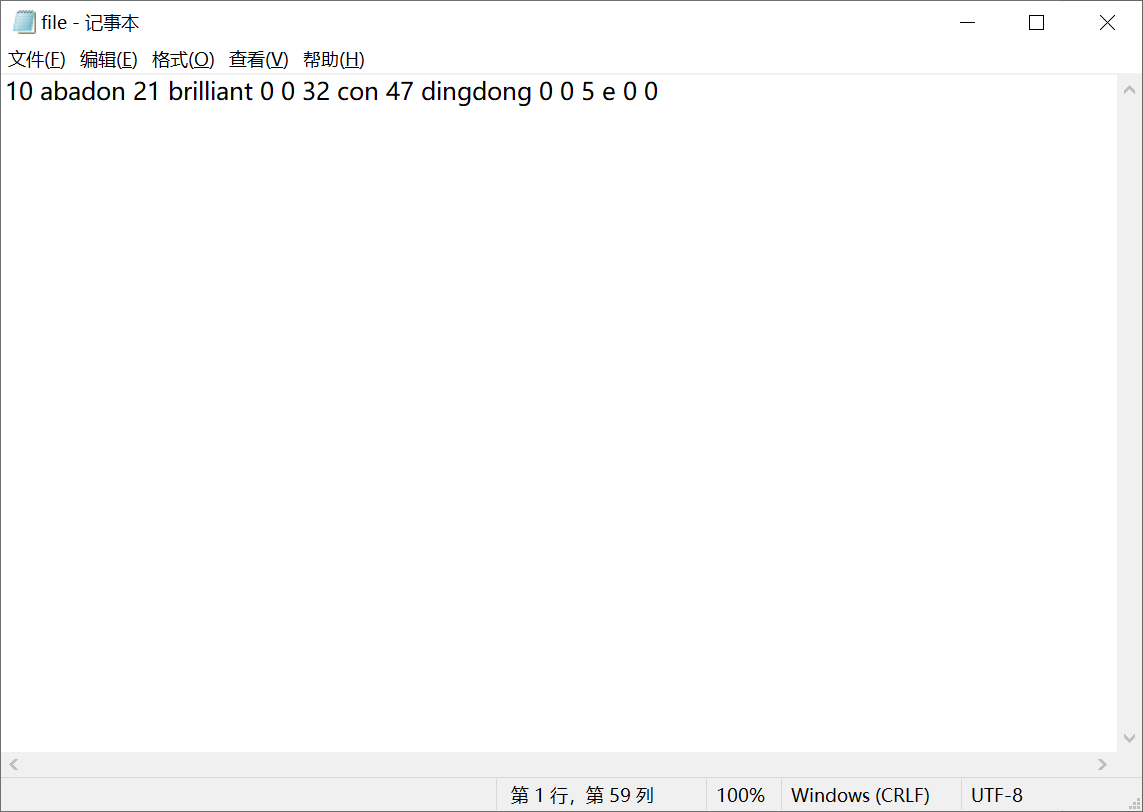 file - 记事本
文件(F) 编辑(E) 格式(O) 查看(V) 帮助(H)
10 abadon 21 brilliant 0 0 32 con 47 dingdong 0 0 5 e 0 0
第 1 行，第 59 列 100% Windows (CRLF) UTF-8